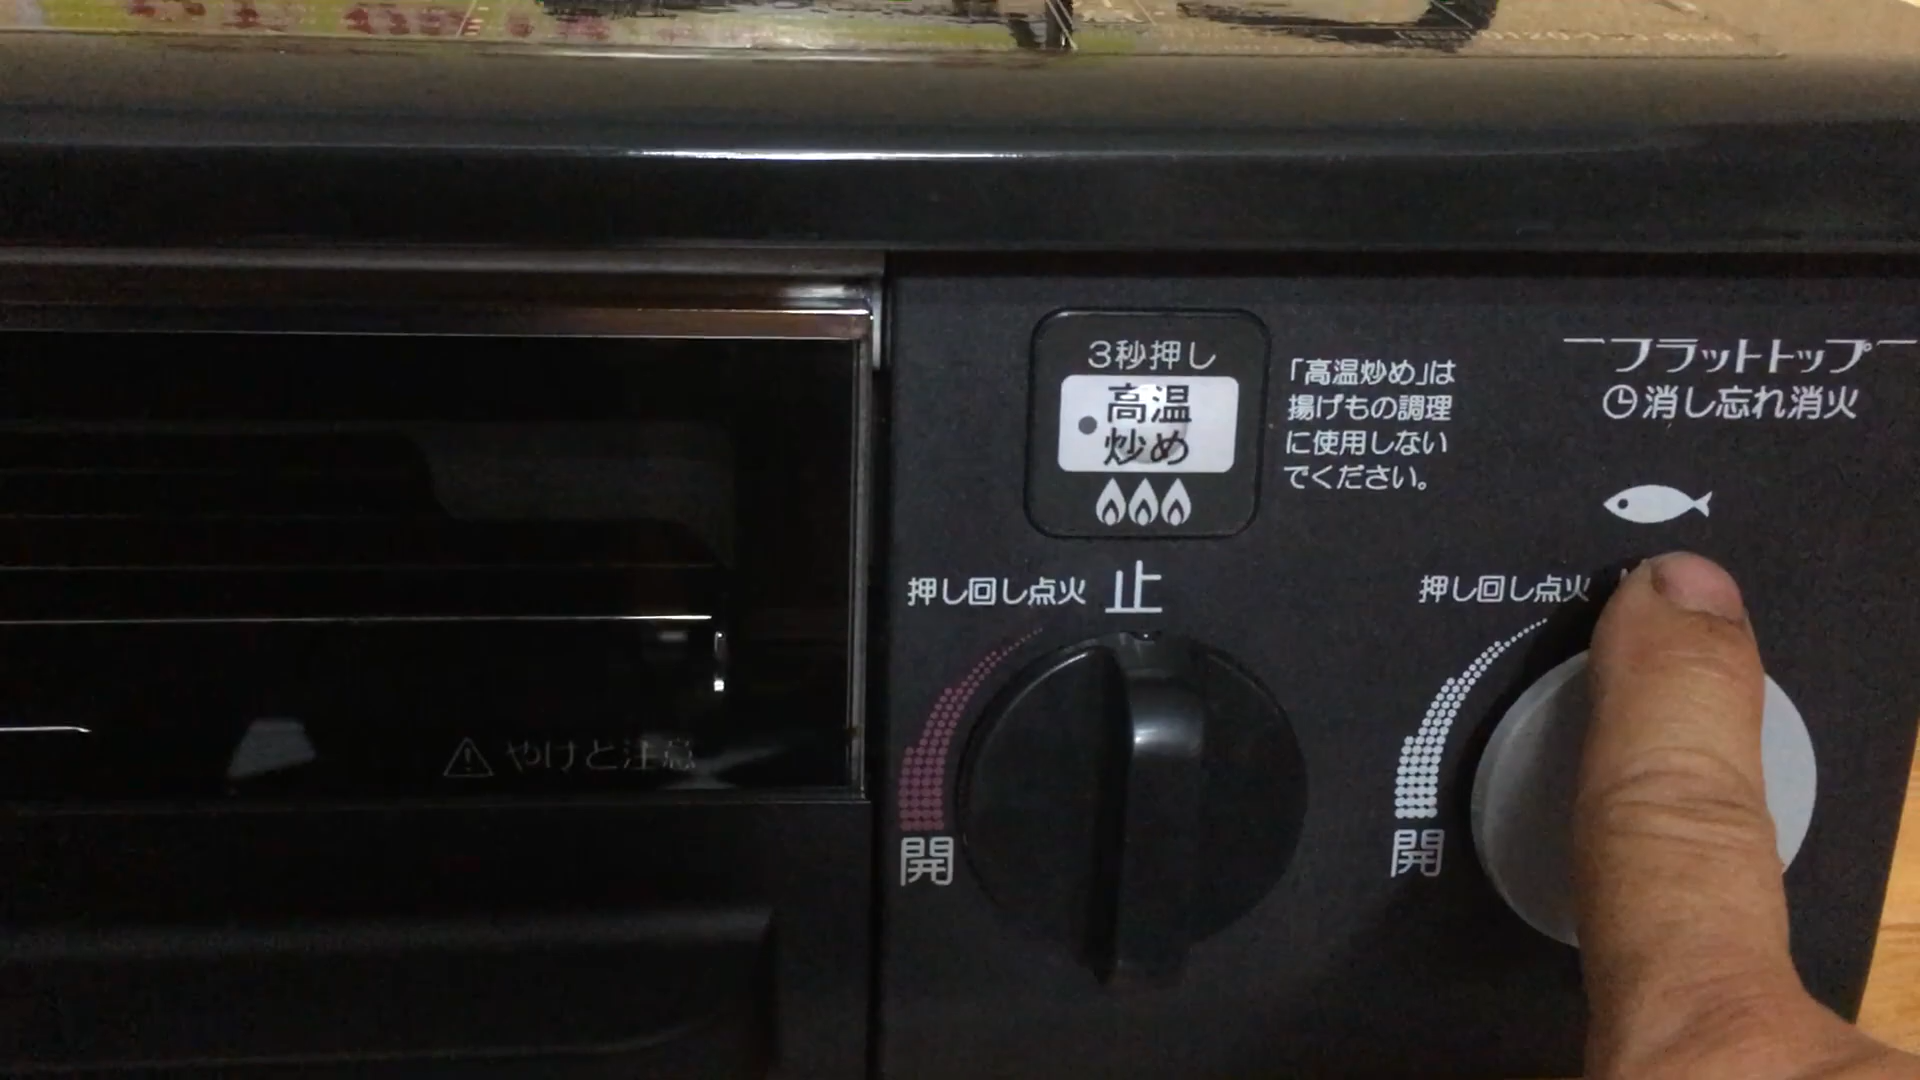 3秒押し
高温
炒め
「高温炒め」は
揚げもの調理
に使用しない
でください。
フラットトップ
消し忘れ消火
押し回し点火 止
押し回し点火
開
開
やけど注意